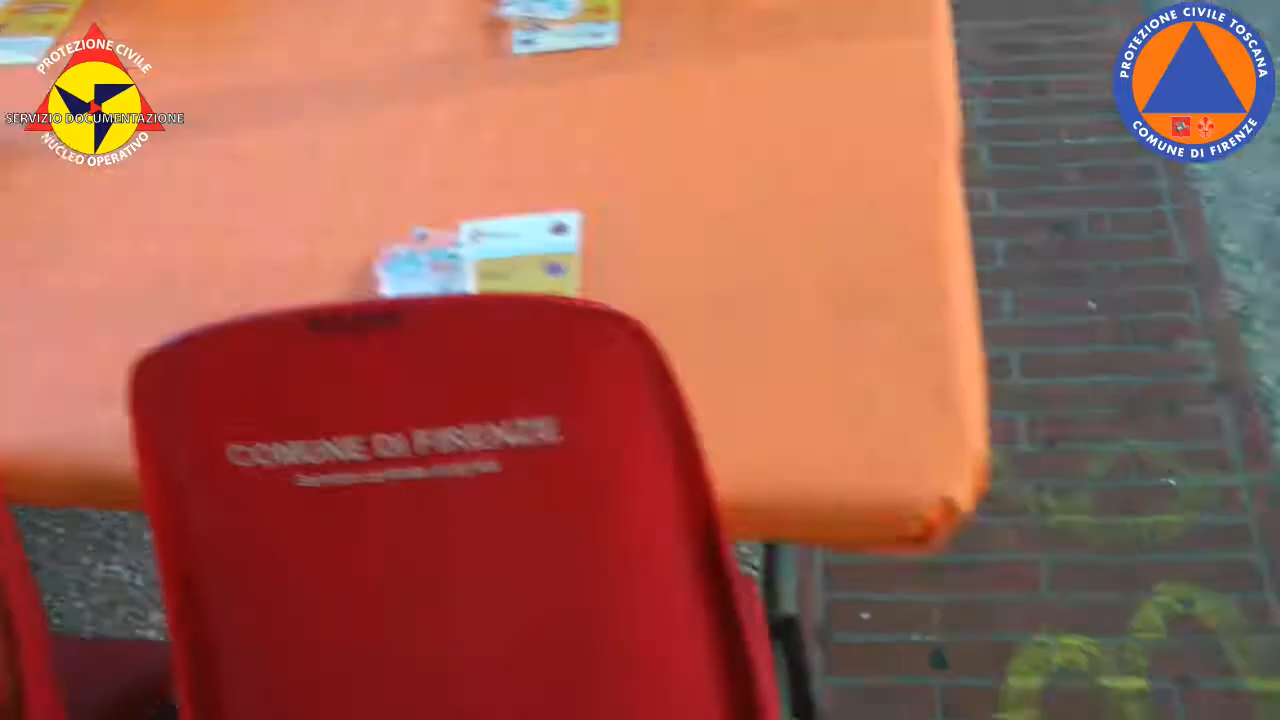 PROTEZIONE CIVILE
SERVIZIO DOCUMENTAZIONE
NUCLEO OPERATIVO
PROTEZIONE CIVILE TOSCANA
COMUNE DI FIRENZE
COMUNE DI FIRENZE